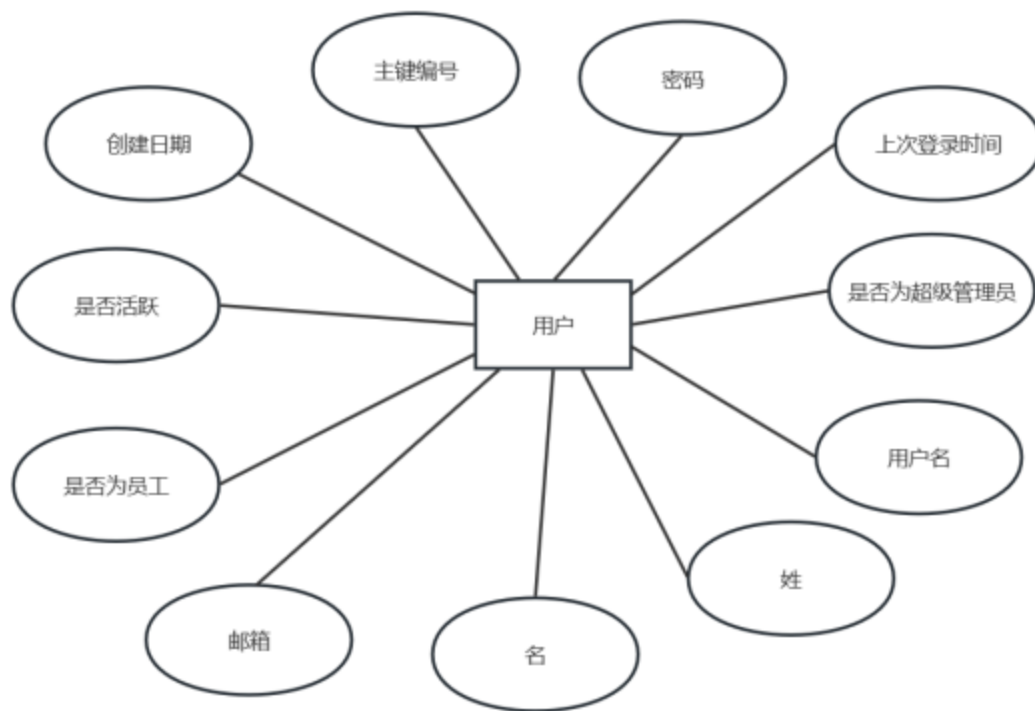 主键编号
密码
创建日期
上次登录时间
是否活跃
是否为超级管理员
用户
是否为员工
用户名
姓
邮箱
名